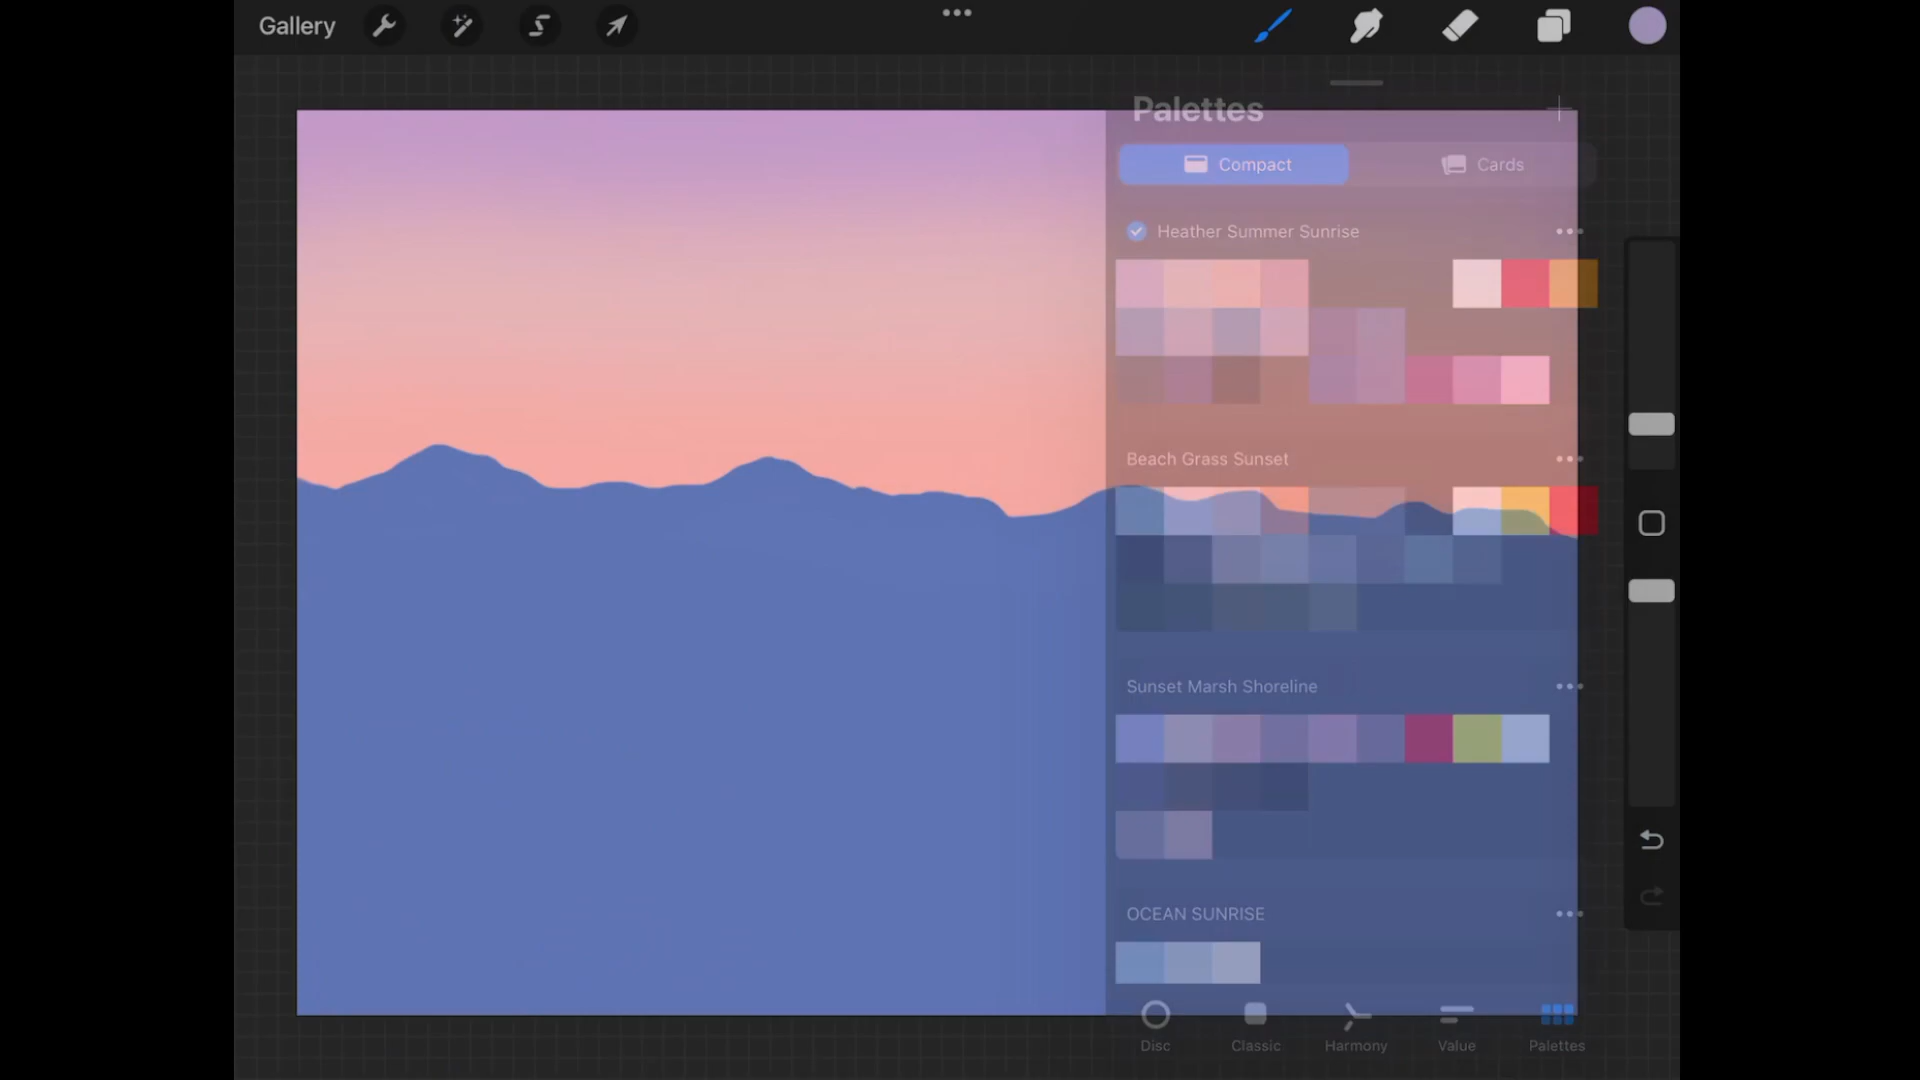 Gallery
Palettes
Compact
Cards
Heather Summer Sunrise
Beach Grass Sunset
Sunset Marsh Shoreline
OCEAN SUNRISE
Disc
Classic
Harmony
Value
Palettes